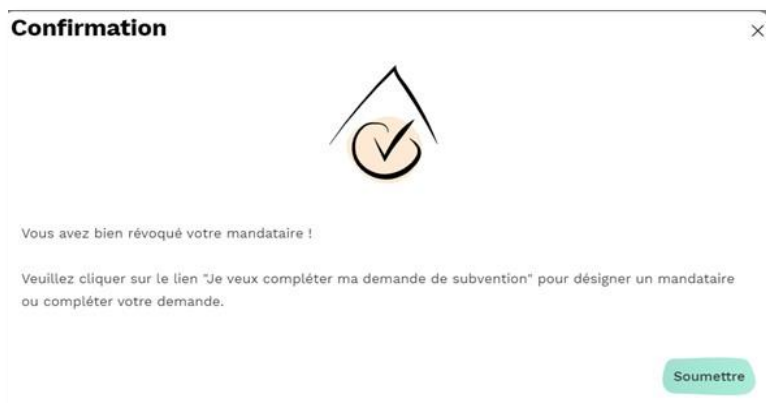 Confirmation
Vous avez bien révoqué votre mandataire !
Veuillez cliquer sur le lien "Je veux compléter ma demande de subvention" pour désigner un mandataire
ou compléter votre demande.
Soumettre